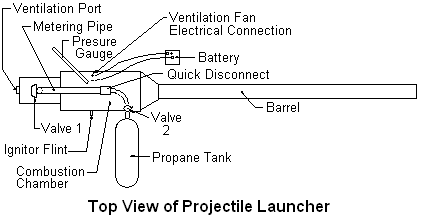 Ventilation Port
Metering Pipe
Presure
Gauge
Ventilation Fan
Electrical Connection
Battery
Quick Disconnect
Barrel
Valve 1
Valve
2
Ignitor Flint
Combustion
Chamber
Propane Tank
Top View of Projectile Launcher